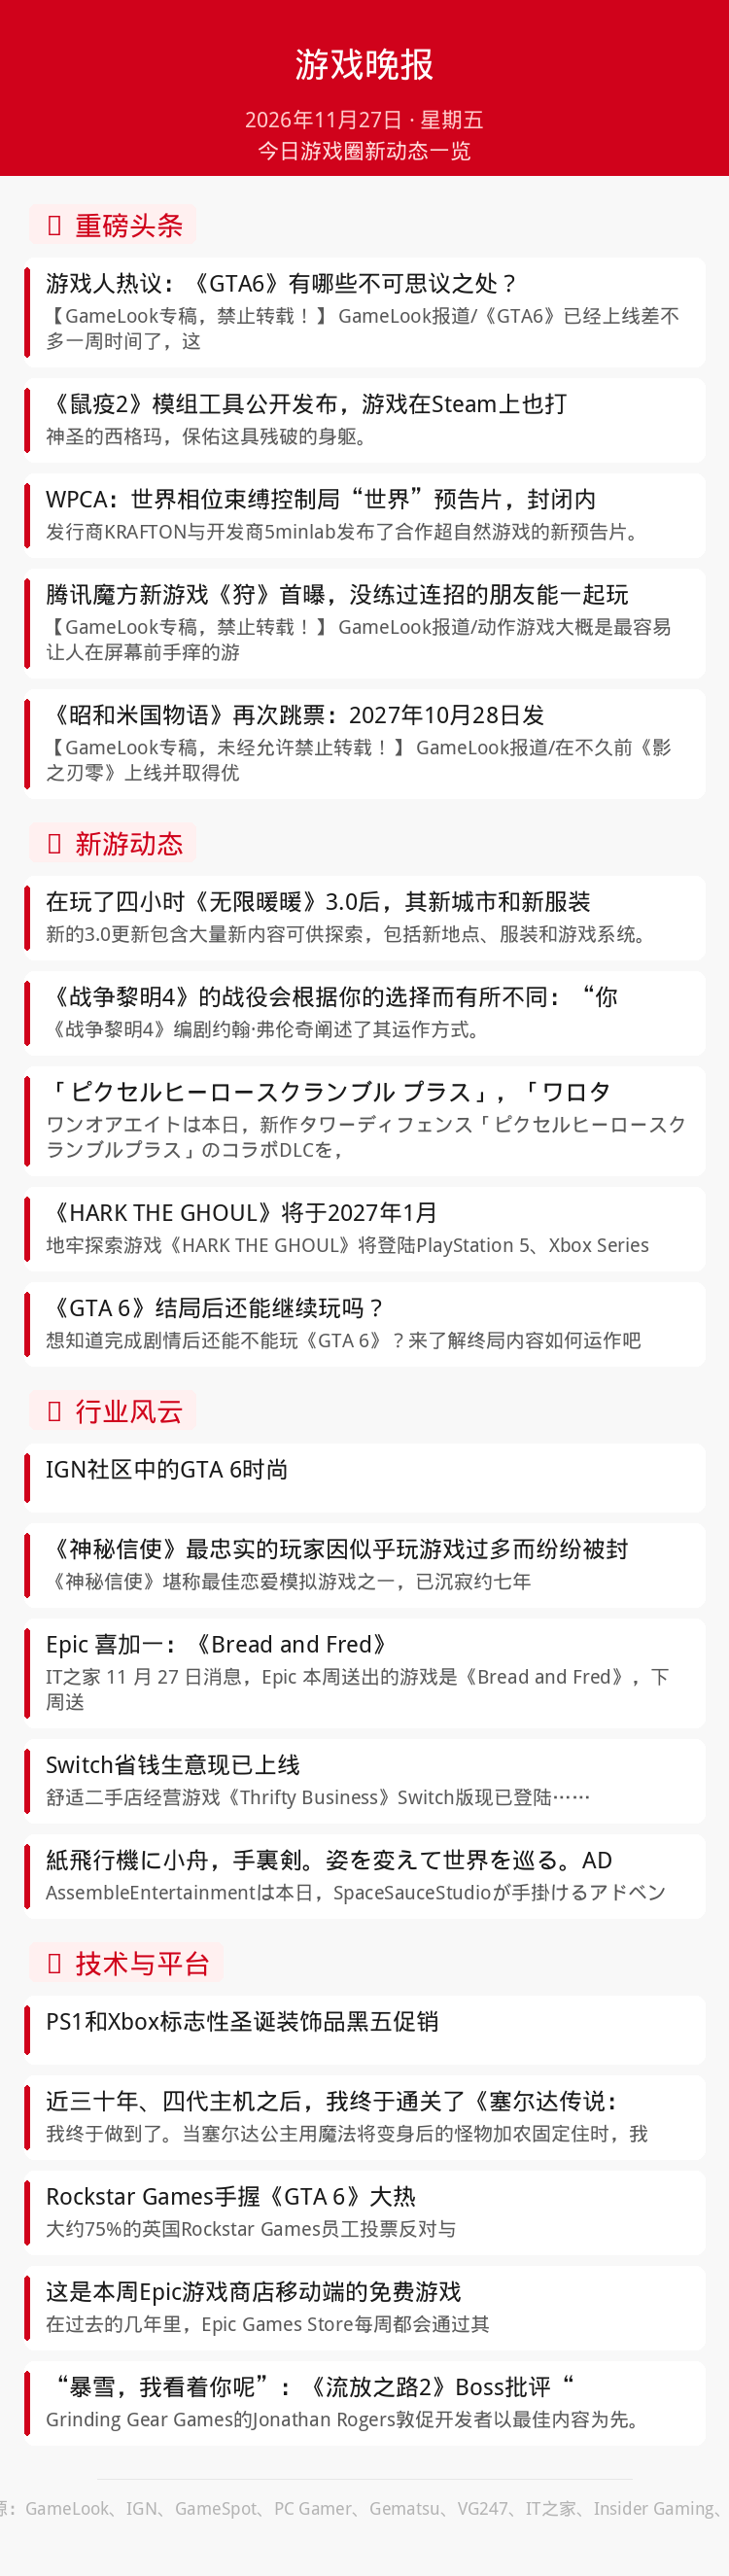 游戏晚报
2026年11月27日 · 星期五
今日游戏圈新动态一览
重磅头条
游戏人热议：《GTA6》有哪些不可思议之处？
【GameLook专稿，禁止转载！】GameLook报道/《GTA6》已经上线差不
多一周时间了，这
《鼠疫2》模组工具公开发布，游戏在Steam上也打
神圣的西格玛，保佑这具残破的身躯。
WPCA：世界相位束缚控制局“世界”预告片，封闭内
发行商KRAFTON与开发商5minlab发布了合作超自然游戏的新预告片。
腾讯魔方新游戏《狩》首曝，没练过连招的朋友能一起玩
【GameLook专稿，禁止转载！】GameLook报道/动作游戏大概是最容易
让人在屏幕前手痒的游
《昭和米国物语》再次跳票：2027年10月28日发
【GameLook专稿，未经允许禁止转载！】GameLook报道/在不久前《影
之刃零》上线并取得优
新游动态
在玩了四小时《无限暖暖》3.0后，其新城市和新服装
新的3.0更新包含大量新内容可供探索，包括新地点、服装和游戏系统。
《战争黎明4》的战役会根据你的选择而有所不同：“你
《战争黎明4》编剧约翰·弗伦奇阐述了其运作方式。
「ピクセルヒーロースクランブル プラス」，「ワロタ
ワンオアエイトは本日，新作タワーディフェンス「ピクセルヒーロースク
ランブルプラス」のコラボDLCを，
《HARK THE GHOUL》将于2027年1月
地牢探索游戏《HARK THE GHOUL》将登陆PlayStation 5、Xbox Series
《GTA 6》结局后还能继续玩吗？
想知道完成剧情后还能不能玩《GTA 6》？来了解终局内容如何运作吧
行业风云
IGN社区中的GTA 6时尚
《神秘信使》最忠实的玩家因似乎玩游戏过多而纷纷被封
《神秘信使》堪称最佳恋爱模拟游戏之一，已沉寂约七年
Epic 喜加一：《Bread and Fred》
IT之家 11 月 27 日消息，Epic 本周送出的游戏是《Bread and Fred》，下
周送
Switch省钱生意现已上线
舒适二手店经营游戏《Thrifty Business》Switch版现已登陆……
紙飛行機に小舟，手裏剣。姿を変えて世界を巡る。AD
AssembleEntertainmentは本日，SpaceSauceStudioが手掛けるアドベン
技术与平台
PS1和Xbox标志性圣诞装饰品黑五促销
近三十年、四代主机之后，我终于通关了《塞尔达传说：
我终于做到了。当塞尔达公主用魔法将变身后的怪物加农固定住时，我
Rockstar Games手握《GTA 6》大热
大约75%的英国Rockstar Games员工投票反对与
这是本周Epic游戏商店移动端的免费游戏
在过去的几年里，Epic Games Store每周都会通过其
“暴雪，我看着你呢”：《流放之路2》Boss批评“
Grinding Gear Games的Jonathan Rogers敦促开发者以最佳内容为先。
源：GameLook、IGN、GameSpot、PC Gamer、Gematsu、VG247、IT之家、Insider Gaming、